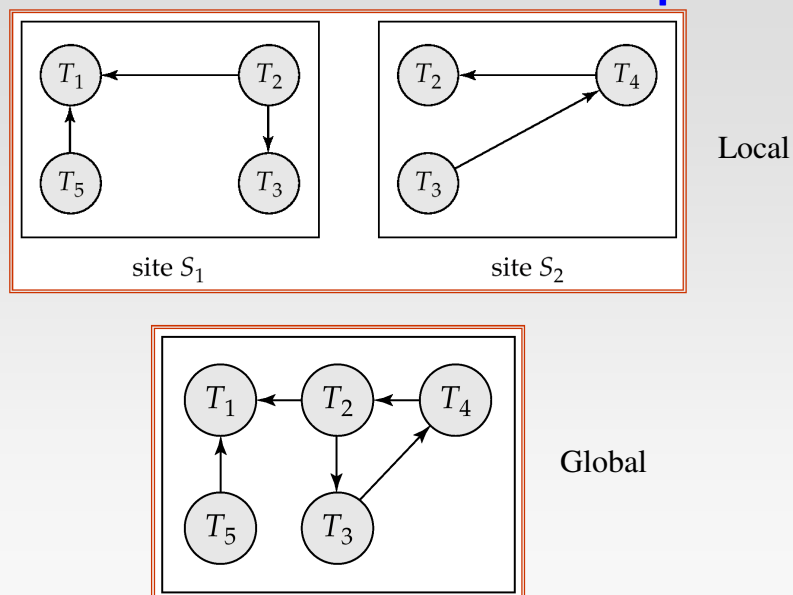 T1 T2 T2 T4
Local
T5 T3 T3
site S1 site S2
T1 T2 T4
Global
T5 T3